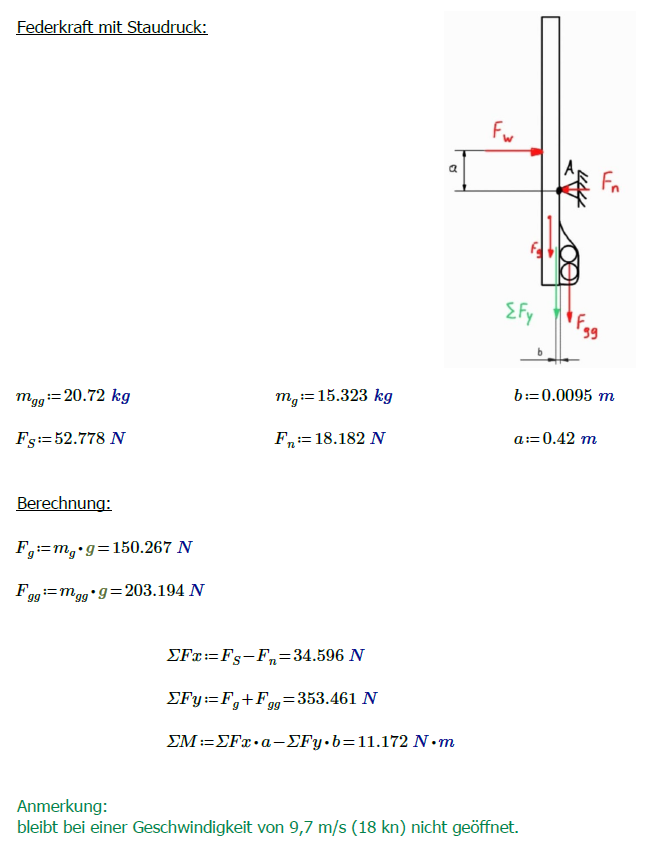 Federkraft mit Staudruck:
F_w
a
A
F_n
F_g
ΣF_y
F_gg
b
m_gg:=20.72 kg m_g:=15.323 kg b:=0.0095 m
F_S:=52.778 N F_n:=18.182 N a:=0.42 m
Berechnung:
F_g:=m_g·g=150.267 N
F_gg:=m_gg·g=203.194 N
ΣFx:=F_S−F_n=34.596 N
ΣFy:=F_g+F_gg=353.461 N
ΣM:=ΣFx·a−ΣFy·b=11.172 N·m
Anmerkung:
bleibt bei einer Geschwindigkeit von 9,7 m/s (18 kn) nicht geöffnet.